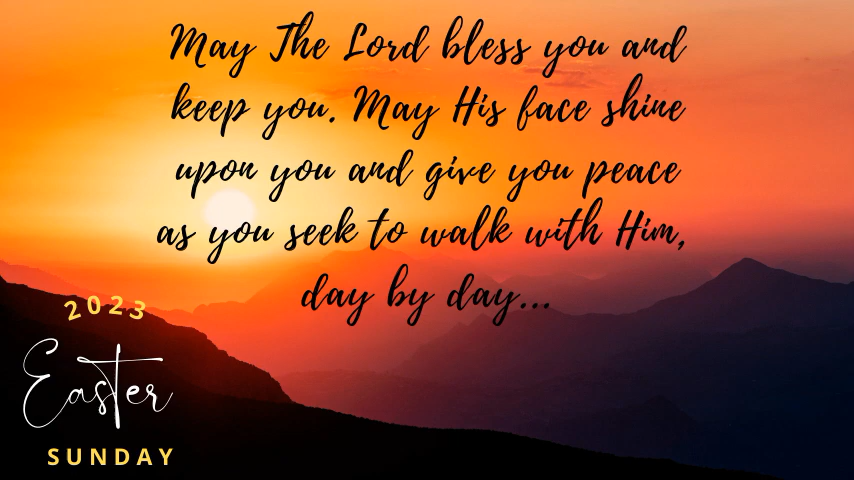 May The Lord bless you and
keep you. May His face shine
upon you and give you peace
as you seek to walk with Him,
day by day...
2023
Easter
SUNDAY